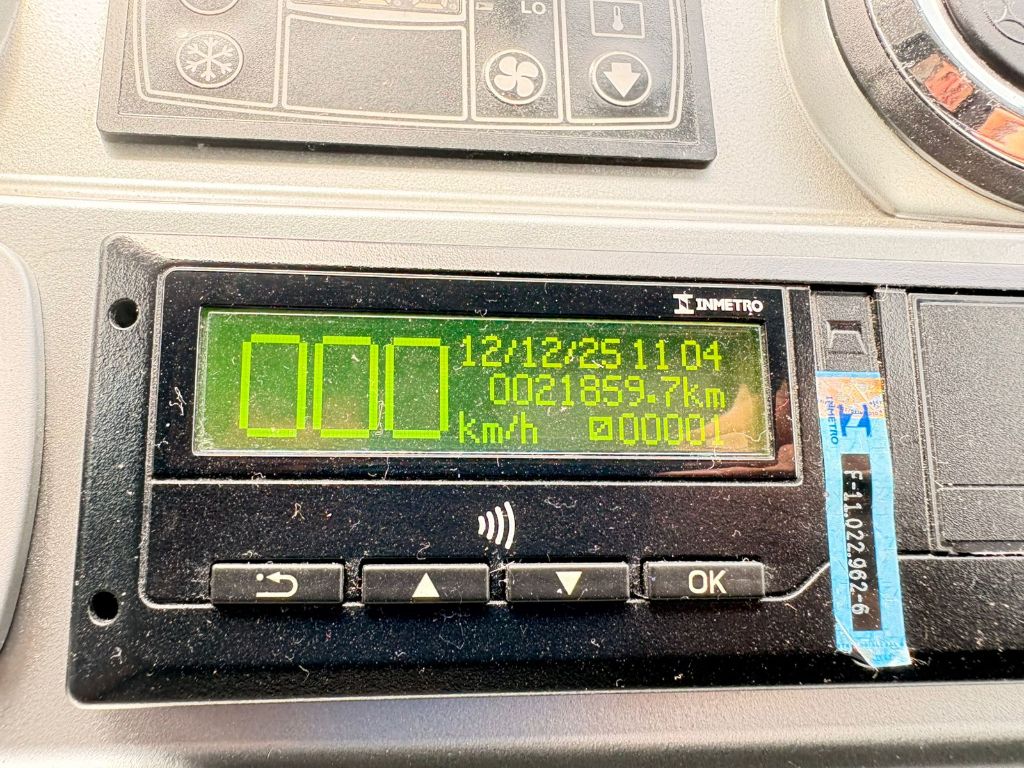 LO
INMETRO
000 km/h
12/12/25 11 04
0021859.7km
00001
OK
INMETRO
F-11.022.962-6